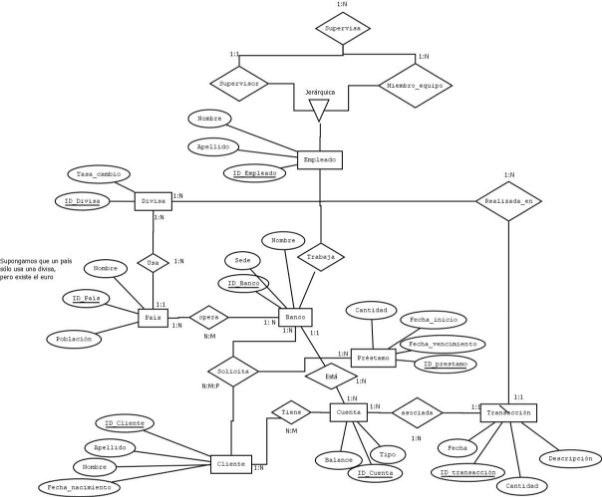 1:N
Supervisa
1:1
1:N
Supervisor
Jerárquica
Miembro_equipo
Nombre
Apellido
Empleado
ID_Empleado
Tasa_cambio
1:N
ID_Divisa
Divisa
1:N
Realizada_en
1:N
Nombre
Sede
Trabaja
Supongamos que un país
sólo usa una divisa,
pero existe el euro
Usa
1:N
Nombre
ID_Banco
ID_País
1:1
Cantidad
Fecha_inicio
País
opera
Banco
1:N
1: N
1:N
1:1
N:M
Población
Fecha_vencimiento
1:N
Préstamo
ID_prestamo
Solicita
Está
N:M:P
1:N
1:N
1:N
1:1
1:1
ID_Cliente
Tiene
Cuenta
asociada
Transacción
N:M
1:N
Apellido
Fecha
Tipo
Balance
Descripción
Nombre
Cliente
1:N
ID_Cuenta
ID_transacción
Fecha_nacimiento
Cantidad